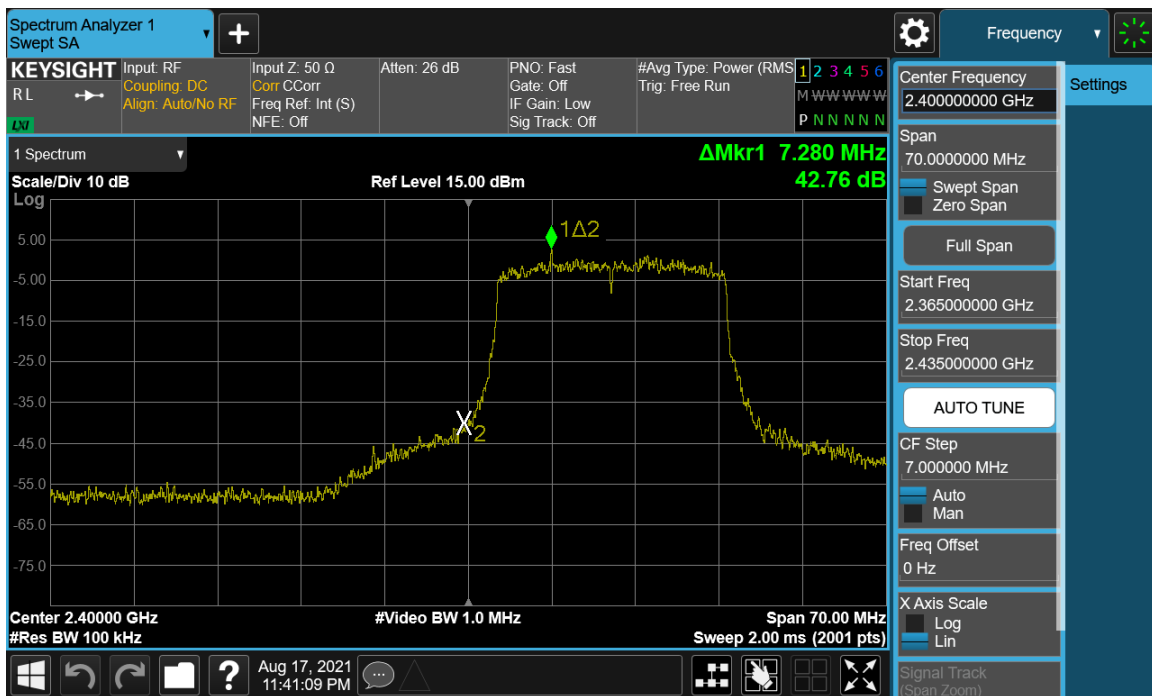 Spectrum Analyzer 1
Swept SA
Frequency
KEYSIGHT
RL
LXI
Input: RF
Coupling: DC
Align: Auto/No RF
Input Z: 50 Ω
Corr CCorr
Freq Ref: Int (S)
NFE: Off
Atten: 26 dB
PNO: Fast
Gate: Off
IF Gain: Low
Sig Track: Off
#Avg Type: Power (RMS
Trig: Free Run
1 2 3 4 5 6
M W W W W W
P N N N N N
1 Spectrum
Scale/Div 10 dB
Ref Level 15.00 dBm
ΔMkr1 7.280 MHz
42.76 dB
Log
5.00
-5.00
-15.0
-25.0
-35.0
-45.0
-55.0
-65.0
-75.0
1Δ2
X2
Center 2.40000 GHz
#Video BW 1.0 MHz
Span 70.00 MHz
#Res BW 100 kHz
Sweep 2.00 ms (2001 pts)
Aug 17, 2021
11:41:09 PM
Center Frequency
2.400000000 GHz
Span
70.0000000 MHz
Swept Span
Zero Span
Full Span
Start Freq
2.365000000 GHz
Stop Freq
2.435000000 GHz
AUTO TUNE
CF Step
7.000000 MHz
Auto
Man
Freq Offset
0 Hz
X Axis Scale
Log
Lin
Signal Track
(Span Zoom)
Settings